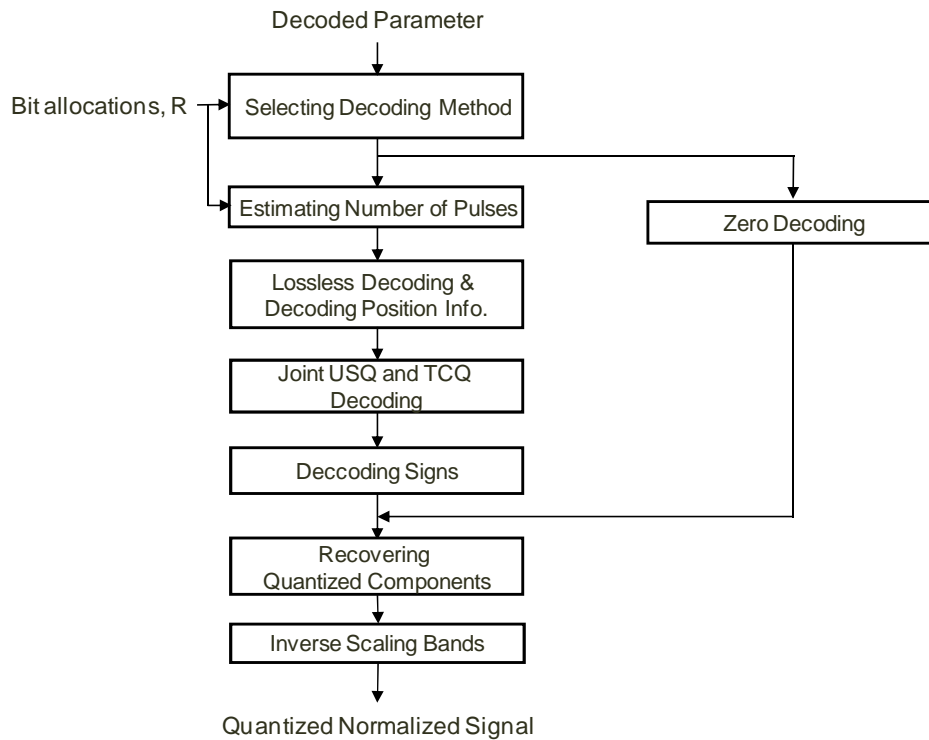 Decoded Parameter
Bit allocations, R
Selecting Decoding Method
Estimating Number of Pulses
Zero Decoding
Lossless Decoding &
Decoding Position Info.
Joint USQ and TCQ
Decoding
Deccoding Signs
Recovering
Quantized Components
Inverse Scaling Bands
Quantized Normalized Signal